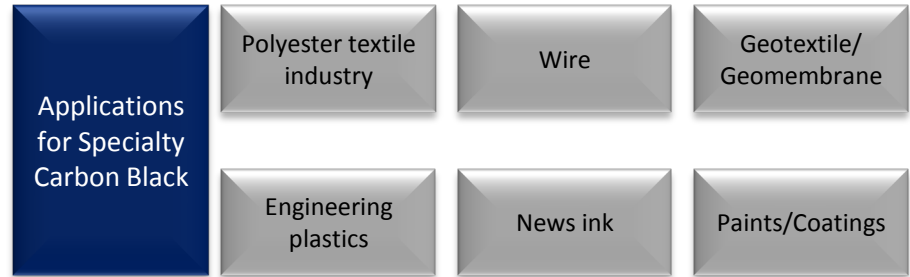 Applications
for Specialty
Carbon Black
Polyester textile
industry
Wire
Geotextile/
Geomembrane
Engineering
plastics
News ink
Paints/Coatings